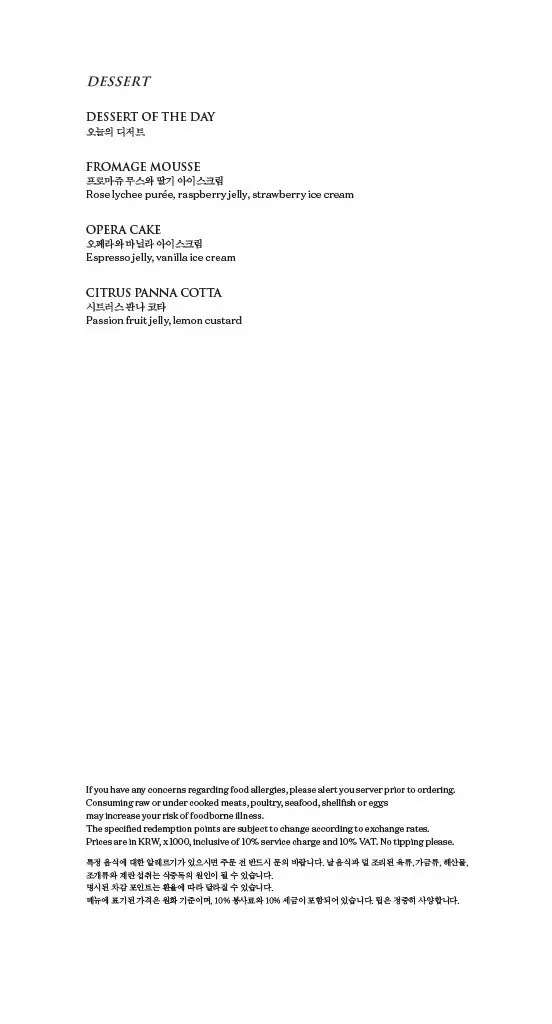 DESSERT
DESSERT OF THE DAY
오늘의 디저트
FROMAGE MOUSSE
프로마쥬 무스와 딸기 아이스크림
Rose lychee purée, raspberry jelly, strawberry ice cream
OPERA CAKE
오페라와 바닐라 아이스크림
Espresso jelly, vanilla ice cream
CITRUS PANNA COTTA
시트러스 판나 코타
Passion fruit jelly, lemon custard
If you have any concerns regarding food allergies, please alert you server prior to ordering.
Consuming raw or under cooked meats, poultry, seafood, shellfish or eggs
may increase your risk of foodborne illness.
The specified redemption points are subject to change according to exchange rates.
Prices are in KRW, x 1000, inclusive of 10% service charge and 10% VAT. No tipping please.
특정 음식에 대한 알레르기가 있으시면 주문 전 반드시 문의 바랍니다. 날 음식과 덜 조리된 육류, 가금류, 해산물,
조개류와 계란 섭취는 식중독의 원인이 될 수 있습니다.
명시된 차감 포인트는 환율에 따라 달라질 수 있습니다.
메뉴에 표기된 가격은 원화 기준이며, 10% 봉사료와 10% 세금이 포함되어 있습니다. 팁은 정중히 사양합니다.